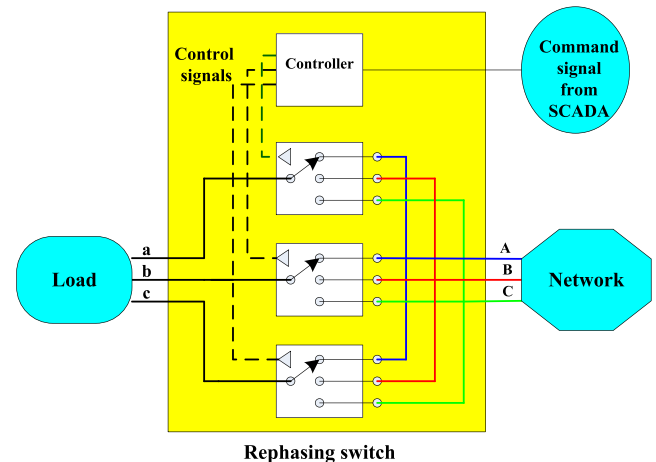 Control
signals
Controller
Command
signal
from
SCADA
Load
a
b
c
A
B
C
Network
Rephasing switch